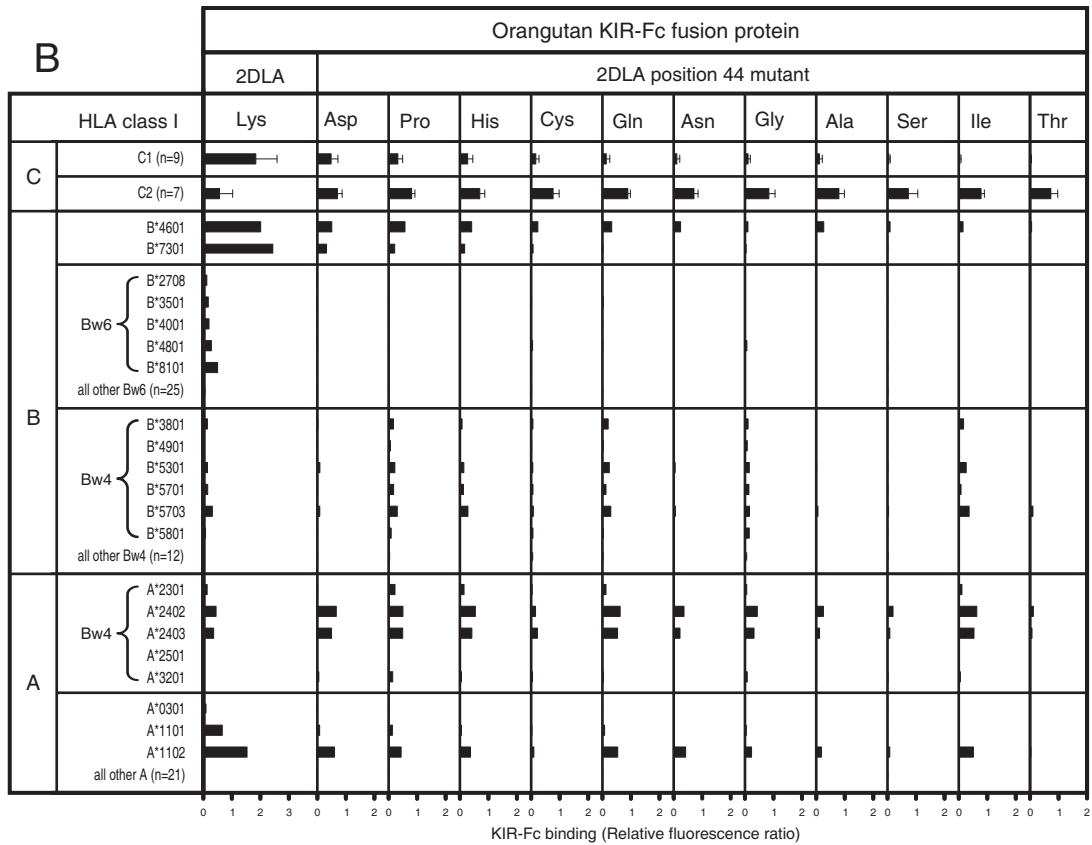 B
Orangutan KIR-Fc fusion protein
2DLA
2DLA position 44 mutant
HLA class I
Lys
Asp
Pro
His
Cys
Gln
Asn
Gly
Ala
Ser
Ile
Thr
C
C1 (n=9)
C2 (n=7)
B
B*4601
B*7301
Bw6
B*2708
B*3501
B*4001
B*4801
B*8101
all other Bw6 (n=25)
Bw4
B*3801
B*4901
B*5301
B*5701
B*5703
B*5801
all other Bw4 (n=12)
A
Bw4
A*2301
A*2402
A*2403
A*2501
A*3201
A*0301
A*1101
A*1102
all other A (n=21)
0 1 2 3 0 1 2 0 1 2 0 1 2 0 1 2 0 1 2 0 1 2 0 1 2 0 1 2 0 1 2 0 1 2 0 1 2
KIR-Fc binding (Relative fluorescence ratio)